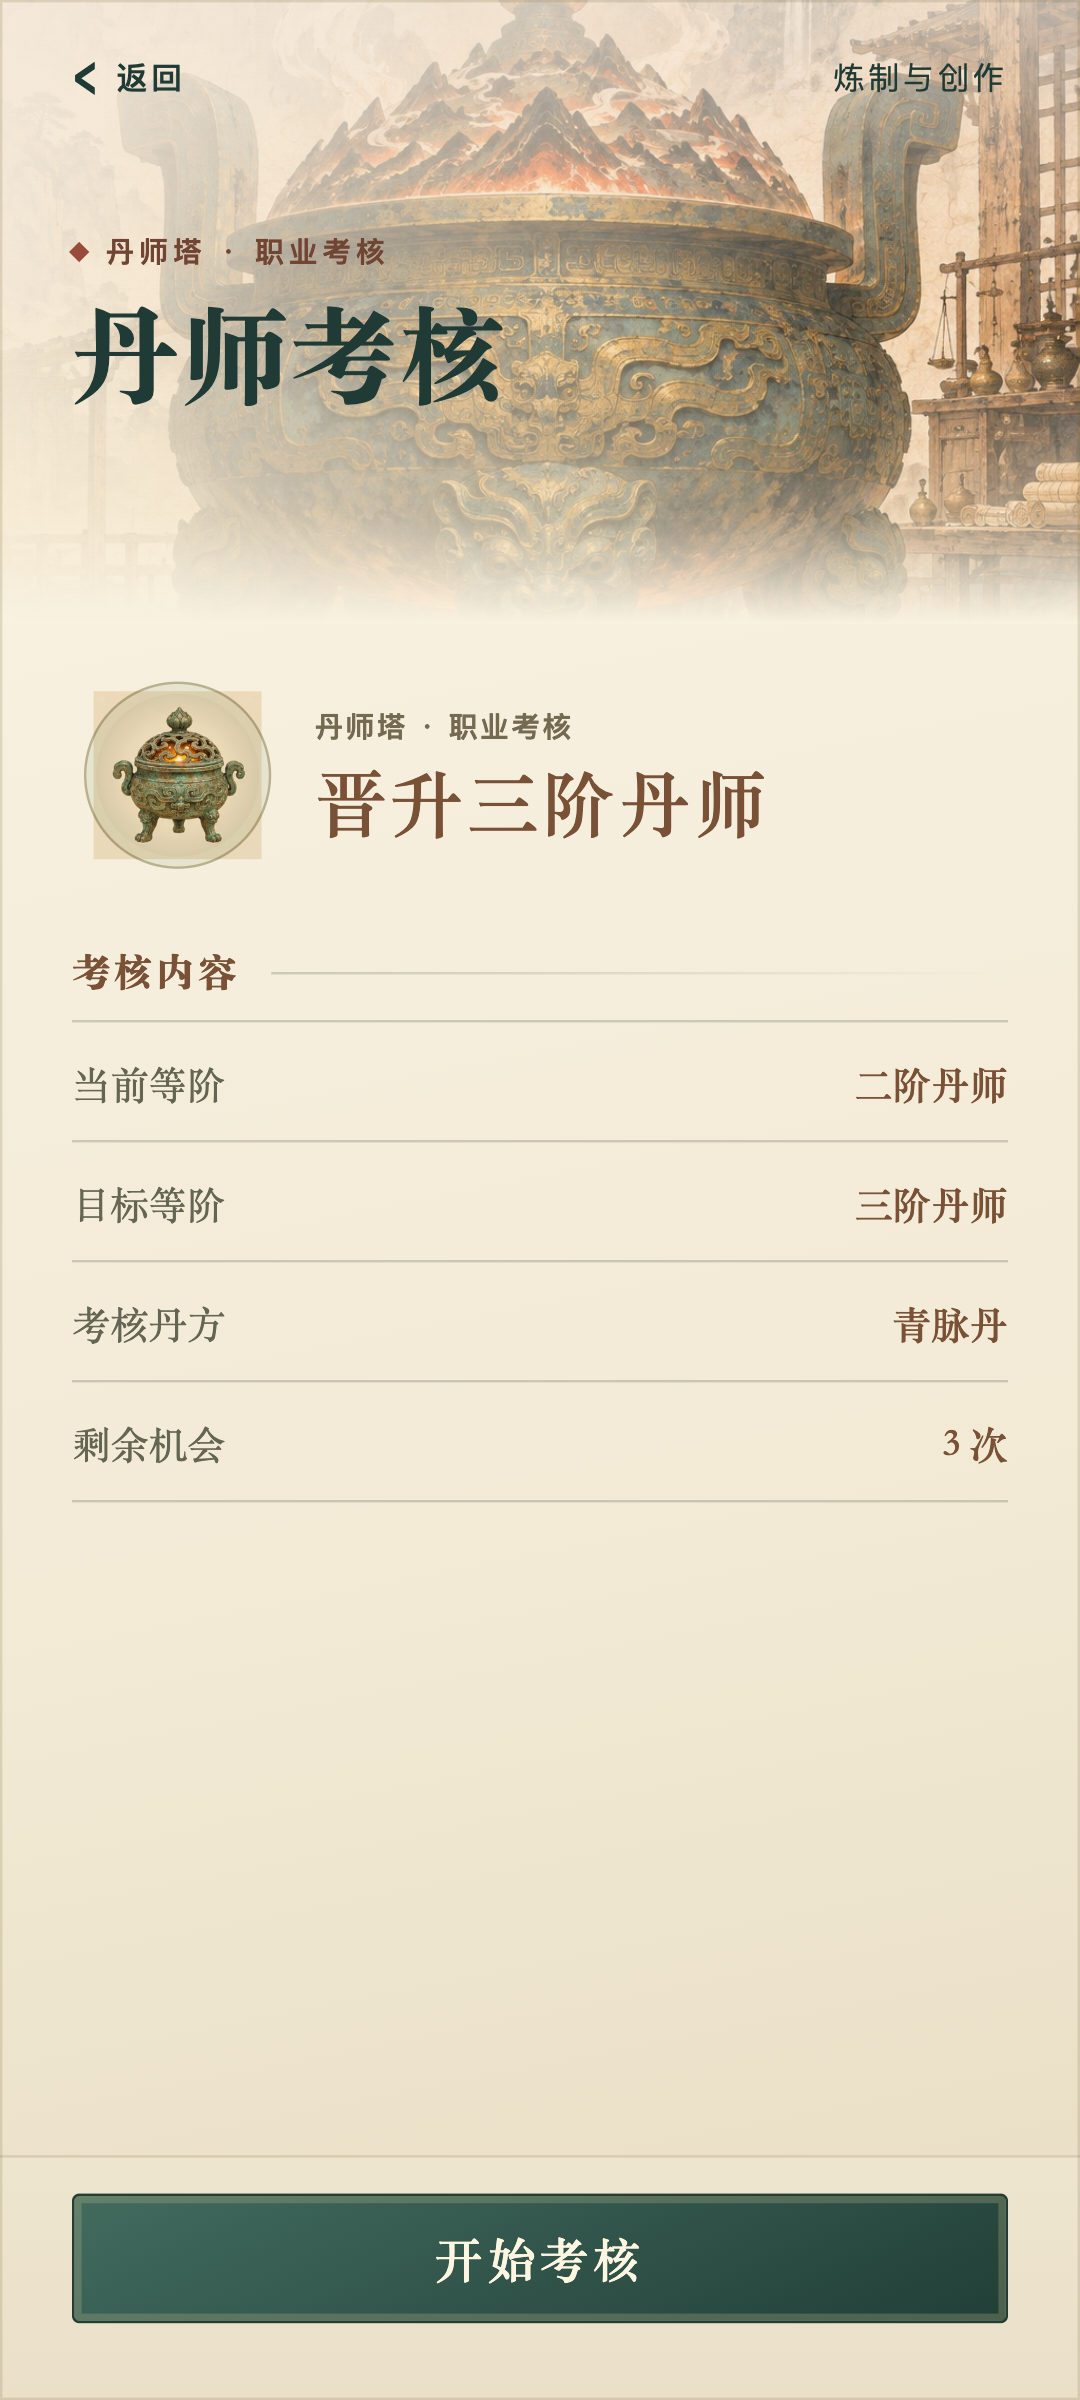 返回
炼制与创作
丹师塔 · 职业考核
丹师考核
丹师塔 · 职业考核
晋升三阶丹师
考核内容
当前等阶 二阶丹师
目标等阶 三阶丹师
考核丹方 青脉丹
剩余机会 3 次
开始考核